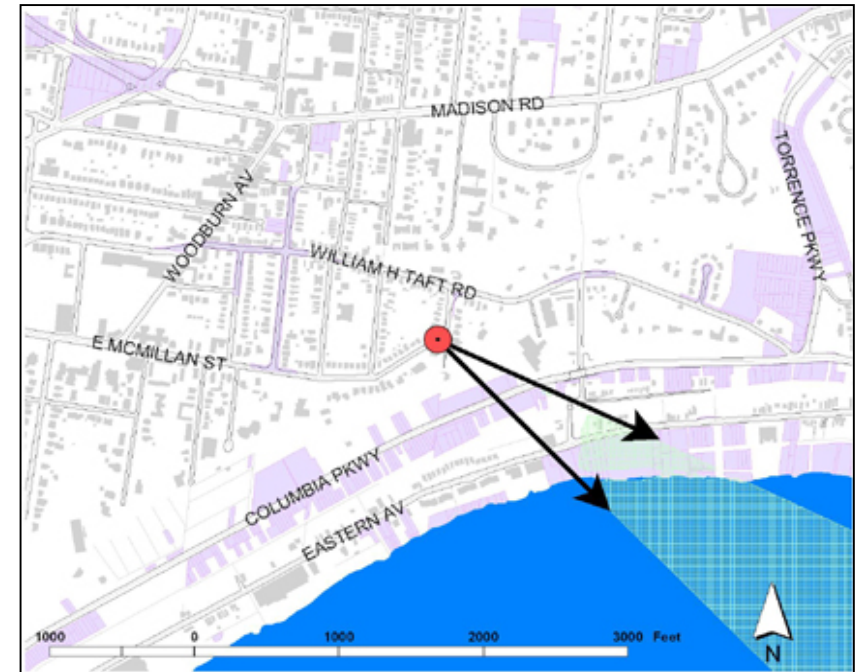 MADISON RD
TORRENCE PKWY
WOODBURN AV
WILLIAM H TAFT RD
E MCMILLAN ST
COLUMBIA PKWY
EASTERN AV
1000 0 1000 2000 3000 Feet
N